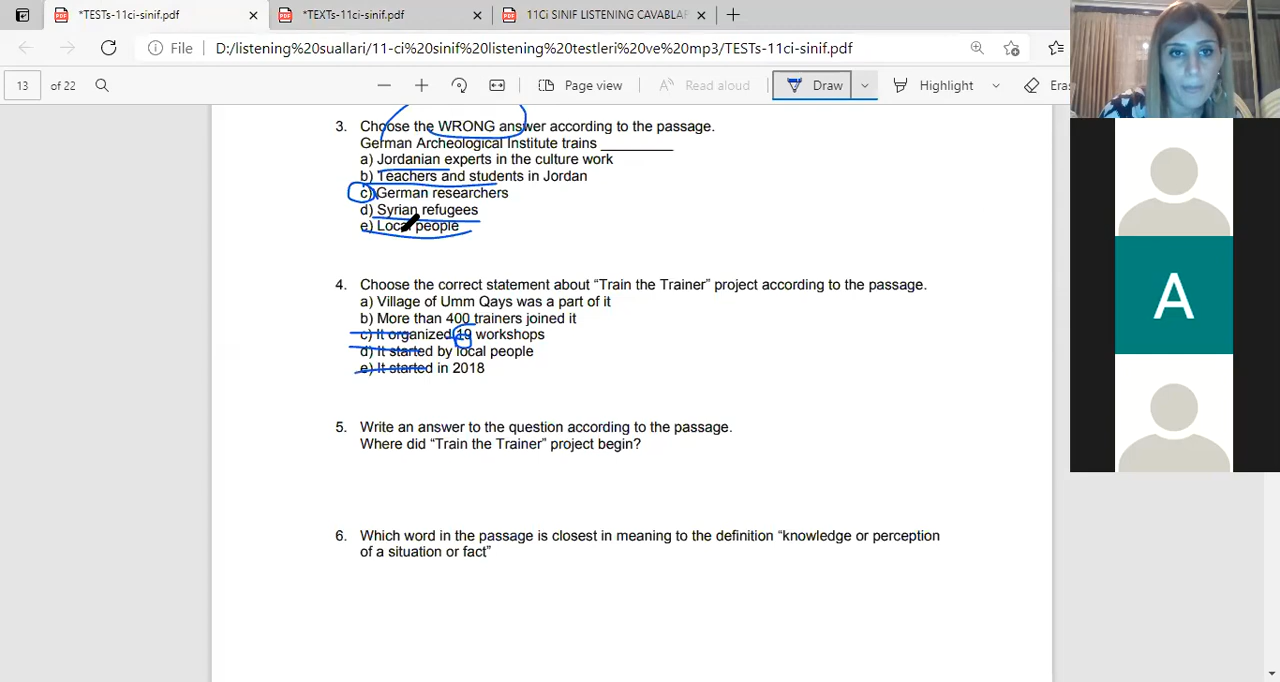 *TESTs-11ci-sinif.pdf
*TEXTs-11ci-sinif.pdf
11Ci SINIF LISTENING CAVABLAR
File
D:/listening%20suallari/11-ci%20sinif%20listening%20testleri%20ve%20mp3/TESTs-11ci-sinif.pdf
13 of 22
Page view
Read aloud
Draw
Highlight
3. Choose the WRONG answer according to the passage.
German Archeological Institute trains __________
a) Jordanian experts in the culture work
b) Teachers and students in Jordan
c) German researchers
d) Syrian refugees
e) Local people
4. Choose the correct statement about “Train the Trainer” project according to the passage.
a) Village of Umm Qays was a part of it
b) More than 400 trainers joined it
c) It organized 19 workshops
d) It started by local people
e) It started in 2018
5. Write an answer to the question according to the passage.
Where did “Train the Trainer” project begin?
6. Which word in the passage is closest in meaning to the definition “knowledge or perception
of a situation or fact”
A